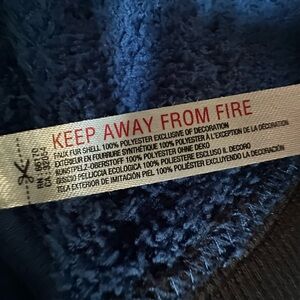 KEEP AWAY FROM FIRE
FAUX FUR SHELL 100% POLYESTER EXCLUSIVE OF DECORATION
EXTÉRIEUR EN FOURRURE SYNTHÉTIQUE 100% POLYESTER À L'EXCEPTION DE LA DÉCORATION
KUNSTPELZ-OBERSTOFF 100% POLYESTER OHNE DEKO
GUSCIO PELLICCIA ECOLOGICA 100% POLIESTERE ESCLUSO IL DECORO
TELA EXTERIOR DE IMITACIÓN PIEL 100% POLIÉSTER EXCLUYENDO LA DECORACIÓN